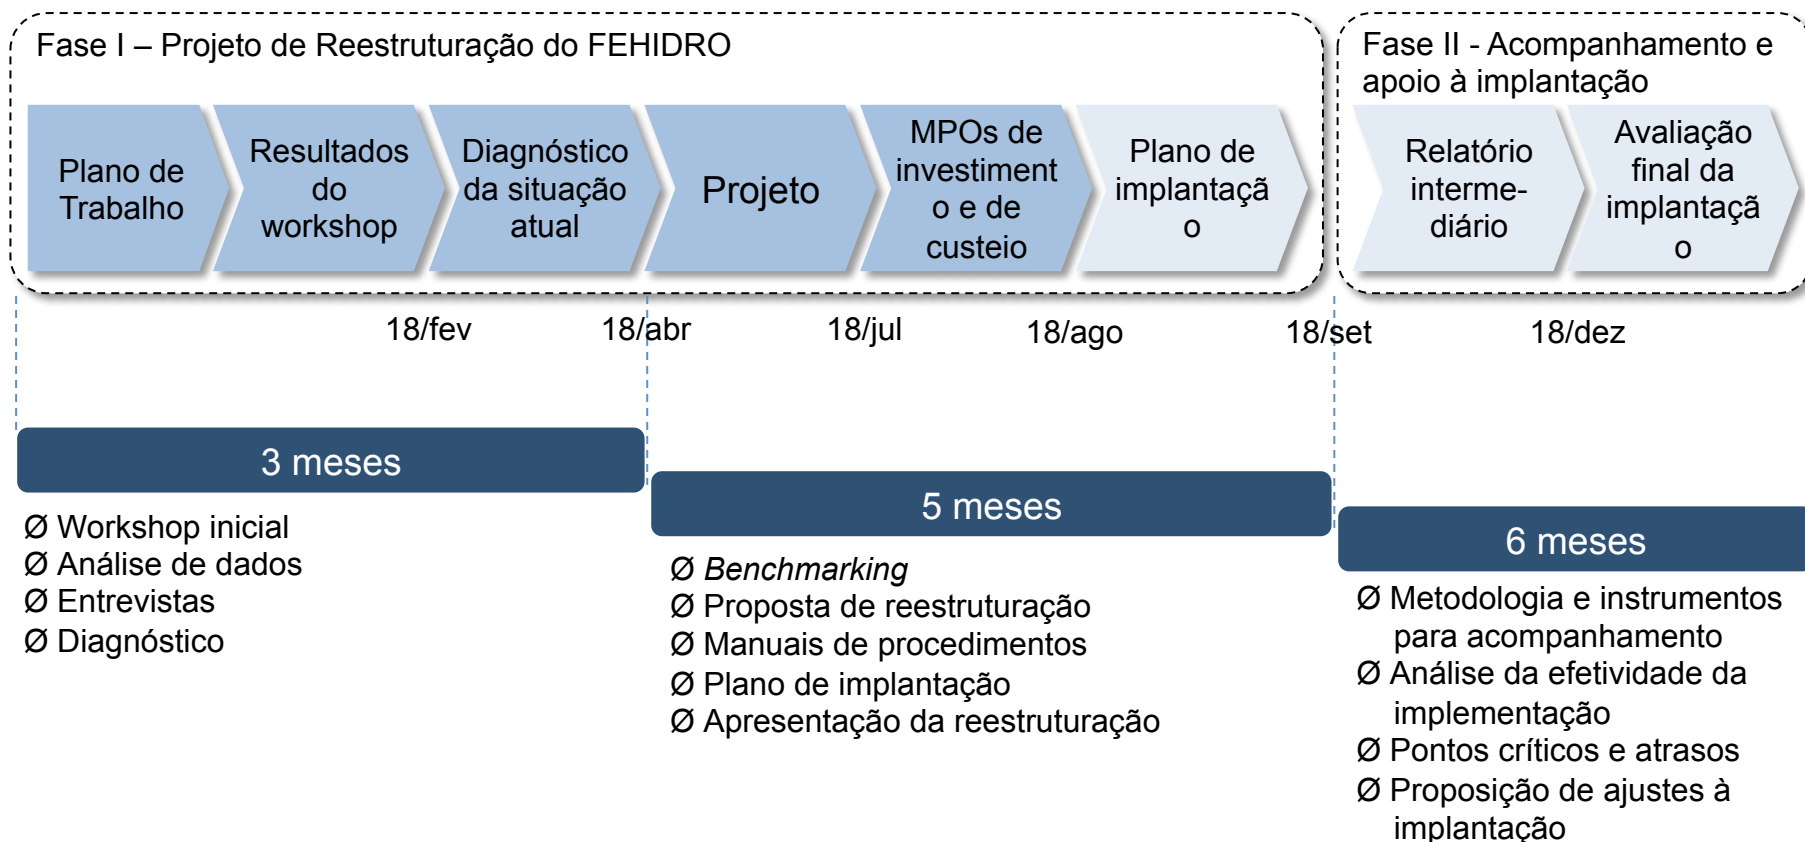 Fase I – Projeto de Reestruturação do FEHIDRO
Plano de
Trabalho
Resultados
do
workshop
Diagnóstico
da situação
atual
Projeto
MPOs de
investiment
o e de
custeio
Plano de
implantaçã
o
Fase II - Acompanhamento e
apoio à implantação
Relatório
interme-
diário
Avaliação
final da
implantaçã
o
18/fev
18/abr
18/jul
18/ago
18/set
18/dez
3 meses
Ø Workshop inicial
Ø Análise de dados
Ø Entrevistas
Ø Diagnóstico
5 meses
Ø Benchmarking
Ø Proposta de reestruturação
Ø Manuais de procedimentos
Ø Plano de implantação
Ø Apresentação da reestruturação
6 meses
Ø Metodologia e instrumentos
para acompanhamento
Ø Análise da efetividade da
implementação
Ø Pontos críticos e atrasos
Ø Proposição de ajustes à
implantação